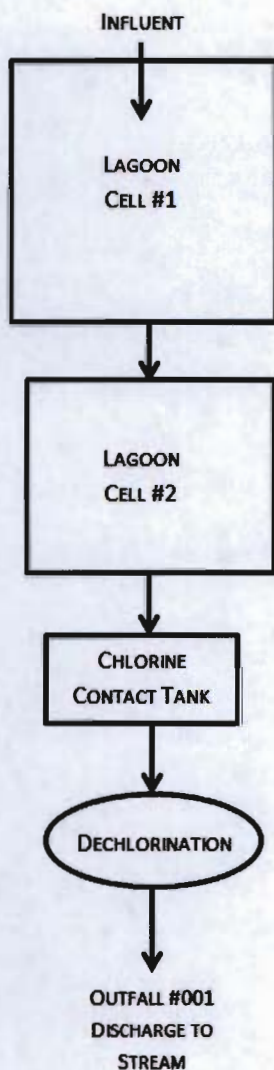 INFLUENT
LAGOON
CELL #1
LAGOON
CELL #2
CHLORINE
CONTACT TANK
DECHLORINATION
OUTFALL #001
DISCHARGE TO
STREAM